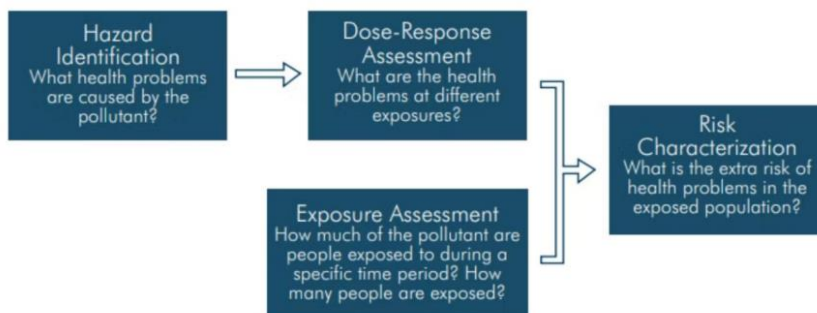 Hazard
Identification
What health problems
are caused by the
pollutant?
Dose-Response
Assessment
What are the health
problems at different
exposures?
Exposure Assessment
How much of the pollutant are
people exposed to during a
specific time period? How
many people are exposed?
Risk
Characterization
What is the extra risk of
health problems in the
exposed population?